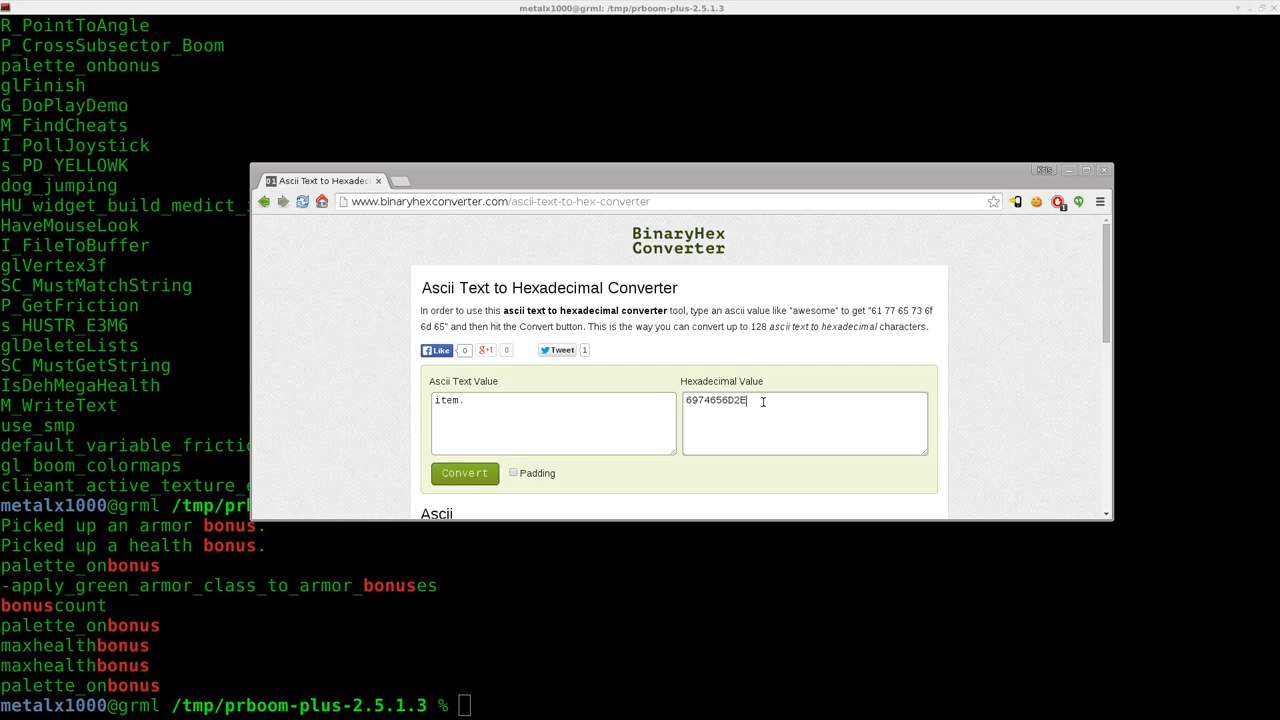 metalx1000@grml: /tmp/prboom-plus-2.5.1.3
R_PointToAngle
P_CrossSubsector_Boom
palette_onbonus
glFinish
G_DoPlayDemo
M_FindCheats
I_PollJoystick
s_PD_YELLOWK
dog_jumping
HU_widget_build_medict_
HaveMouseLook
I_FileToBuffer
glVertex3f
SC_MustMatchString
P_GetFriction
s_HUSTR_E3M6
glDeleteLists
SC_MustGetString
IsDehMegaHealth
M_WriteText
use_smp
default_variable_frictio
gl_boom_colormaps
clieant_active_texture_e
metalx1000@grml /tmp/prb
Picked up an armor bonus.
Picked up a health bonus.
palette_onbonus
-apply_green_armor_class_to_armor_bonuses
bonuscount
palette_onbonus
maxhealthbonus
maxhealthbonus
palette_onbonus
metalx1000@grml /tmp/prboom-plus-2.5.1.3 %
Kris
Ascii Text to Hexadeci
www.binaryhexconverter.com/ascii-text-to-hex-converter
BinaryHex
Converter
Ascii Text to Hexadecimal Converter
In order to use this ascii text to hexadecimal converter tool, type an ascii value like "awesome" to get "61 77 65 73 6f
6d 65" and then hit the Convert button. This is the way you can convert up to 128 ascii text to hexadecimal characters.
Like 0 g+1 0 Tweet 1
Ascii Text Value Hexadecimal Value
item. 6974656D2E
Convert Padding
Ascii